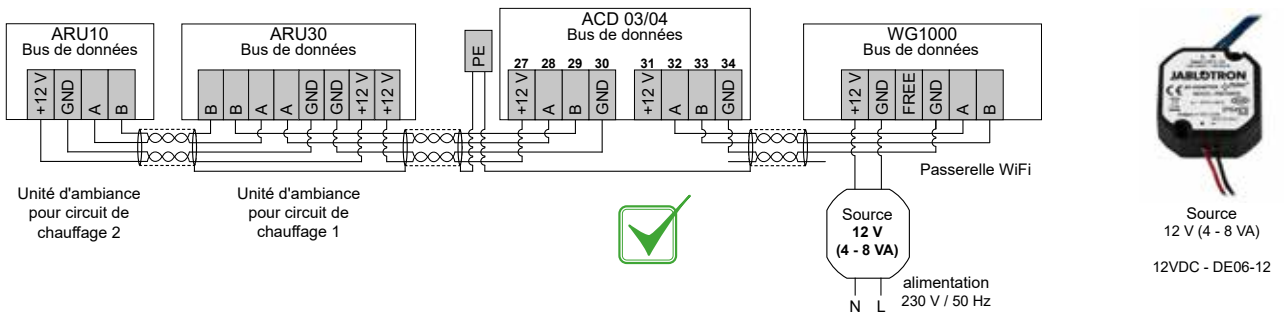 ARU10
Bus de données
+12 V
GND
A
B
ARU30
Bus de données
B
B
A
A
GND
GND
+12 V
+12 V
PE
ACD 03/04
Bus de données
27 28 29 30 31 32 33 34
+12 V
A
B
GND
+12 V
A
B
GND
WG1000
Bus de données
+12 V
GND
FREE
GND
A
B
Unité d'ambiance
pour circuit de
chauffage 2
Unité d'ambiance
pour circuit de
chauffage 1
Passerelle WiFi
Source
12 V
(4 - 8 VA)
alimentation
230 V / 50 Hz
N L
JABLOTRON
Source
12 V (4 - 8 VA)
12VDC - DE06-12